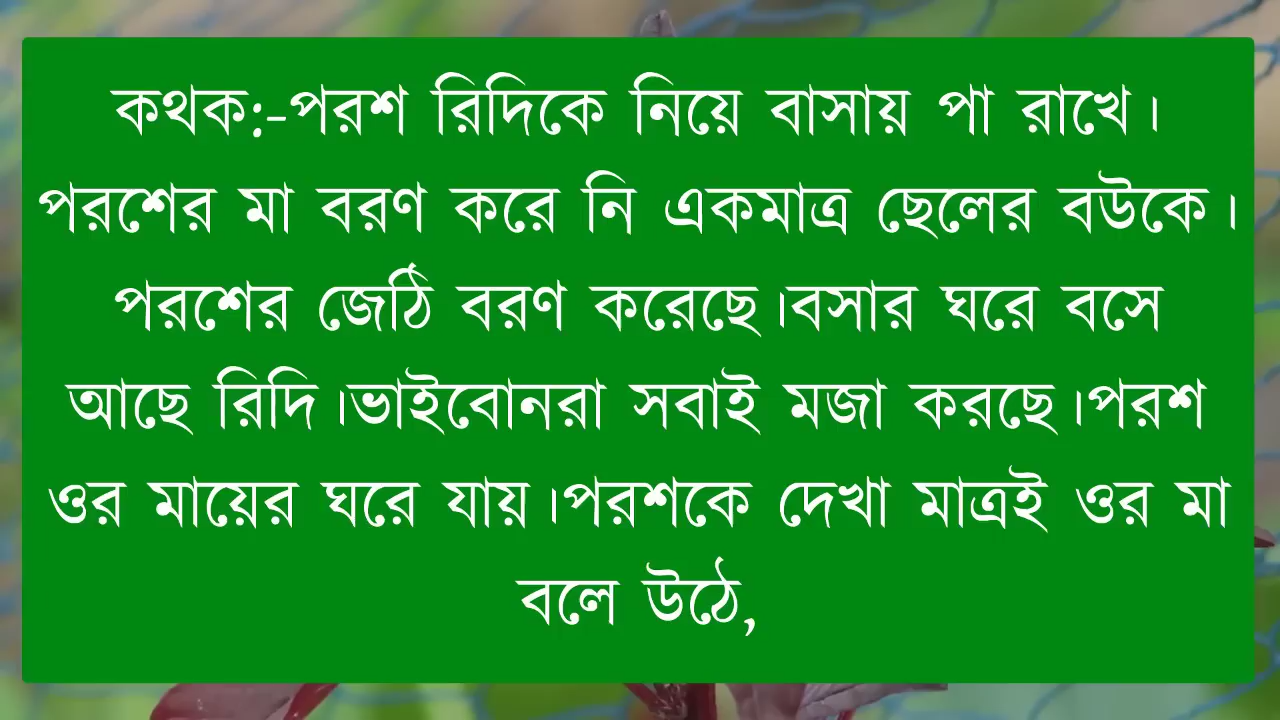 কথক:-পরশ রিদিকে নিয়ে বাসায় পা রাখে।
পরশের মা বরণ করে নি একমাত্র ছেলের বউকে।
পরশের জেঠি বরণ করেছে।বসার ঘরে বসে
আছে রিদি।ভাইবোনরা সবাই মজা করছে।পরশ
ওর মায়ের ঘরে যায়।পরশকে দেখা মাত্রই ওর মা
বলে উঠে,